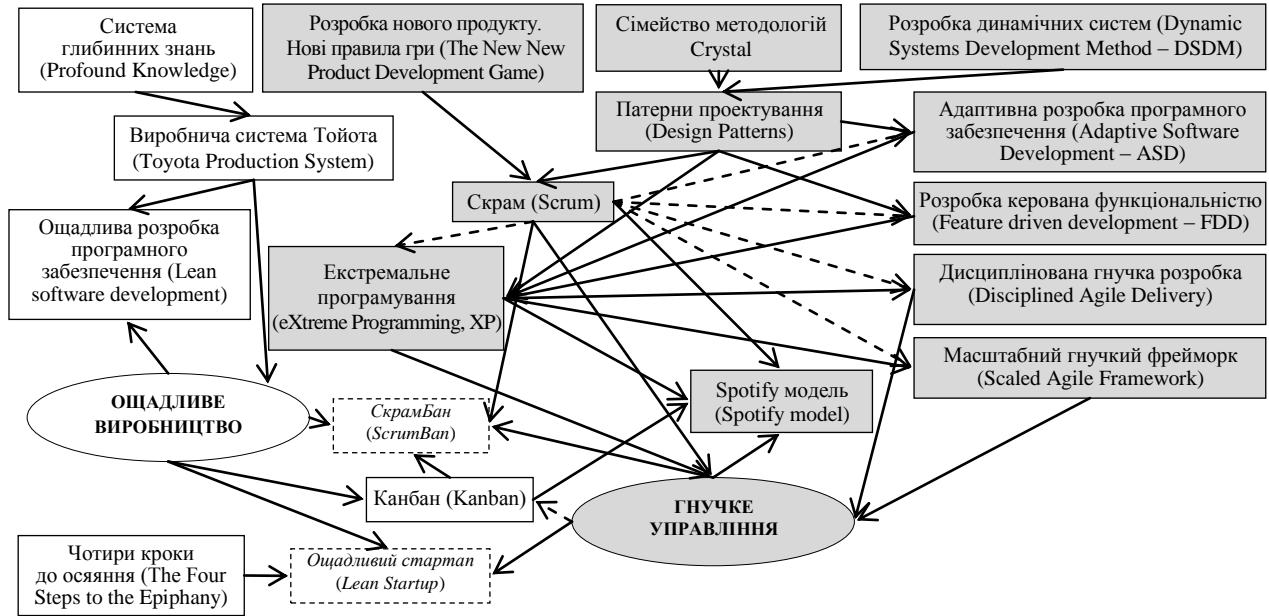 Система
глибинних знань
(Profound Knowledge)
Розробка нового продукту.
Нові правила гри (The New New
Product Development Game)
Сімейство методологій
Crystal
Розробка динамічних систем (Dynamic
Systems Development Method – DSDM)
Виробнича система Тойота
(Toyota Production System)
Патерни проектування
(Design Patterns)
Адаптивна розробка програмного
забезпечення (Adaptive Software
Development – ASD)
Скрам (Scrum)
Розробка керована функціональністю
(Feature driven development – FDD)
Ощадлива розробка
програмного
забезпечення (Lean
software development)
Екстремальне
програмування
(eXtreme Programming, XP)
Дисциплінована гнучка розробка
(Disciplined Agile Delivery)
Масштабний гнучкий фрейморк
(Scaled Agile Framework)
Spotify модель
(Spotify model)
ОЩАДЛИВЕ
ВИРОБНИЦТВО
СкрамБан
(ScrumBan)
Канбан (Kanban)
ГНУЧКЕ
УПРАВЛІННЯ
Чотири кроки
до осяяння (The Four
Steps to the Epiphany)
Ощадливий стартап
(Lean Startup)